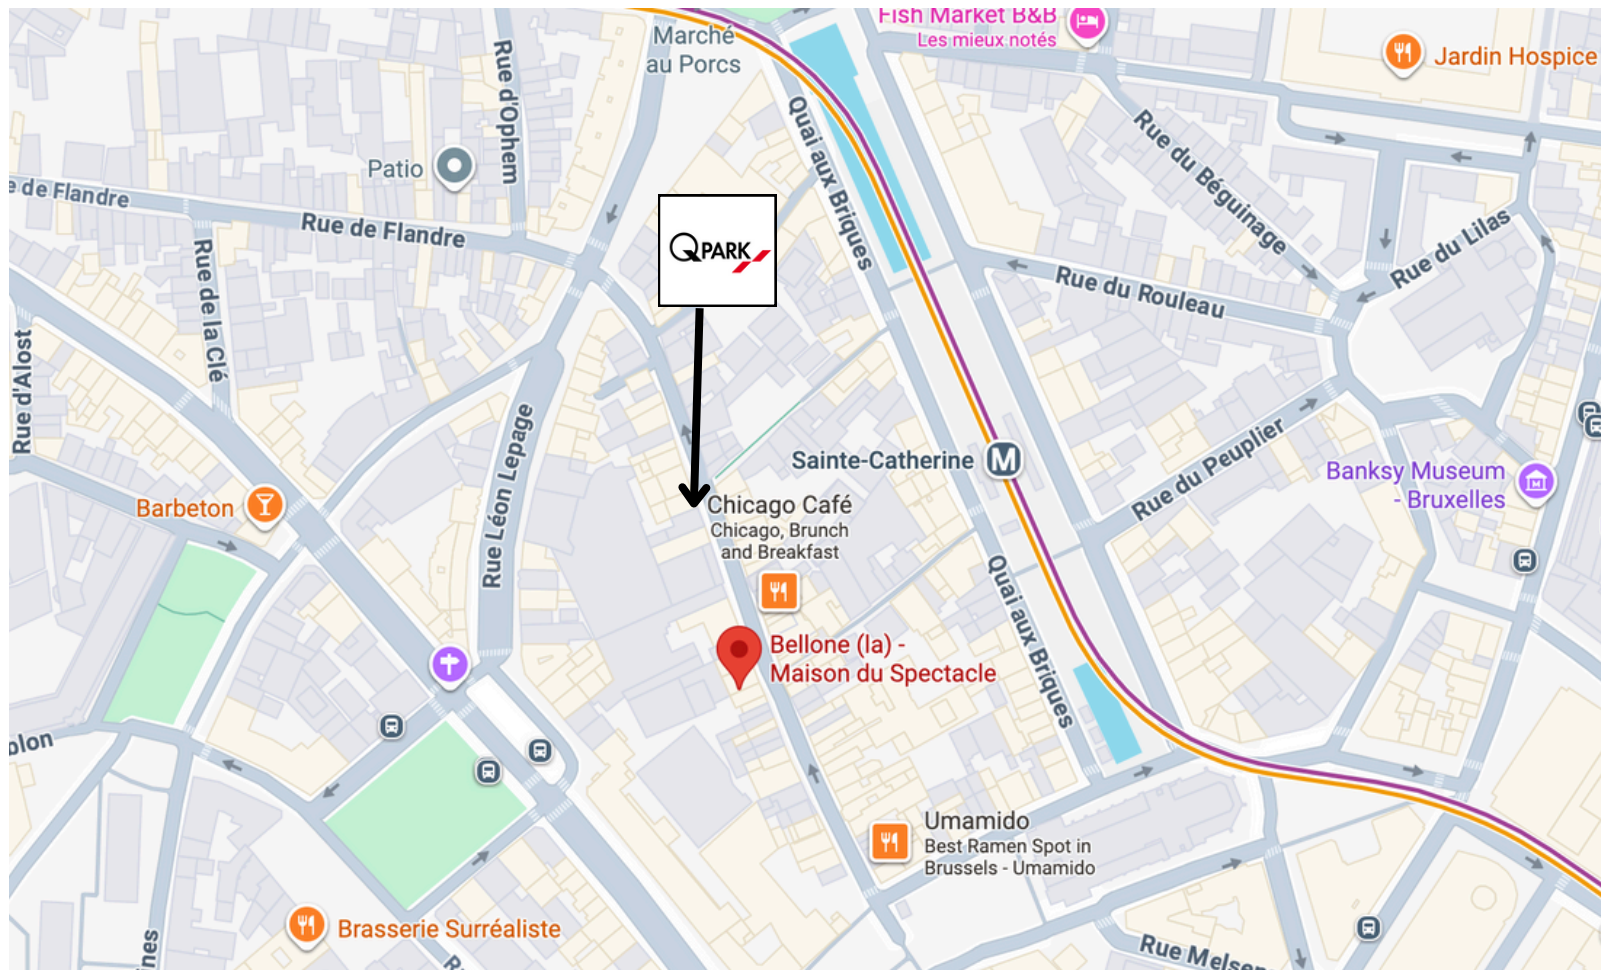 Fish Market B&B
Les mieux notés
Marché
au Porcs
Jardin Hospice
Rue d'Ophem
Quai aux Briques
Rue du Béguinage
Patio
e de Flandre
Rue de Flandre
QPARK
Rue du Lilas
Rue de la Clé
Rue du Rouleau
Rue d'Alost
Rue Léon Lepage
Sainte-Catherine
M
Rue du Peuplier
Banksy Museum
- Bruxelles
Barbeton
Chicago Café
Chicago, Brunch
and Breakfast
Quai aux Briques
Bellone (la) -
Maison du Spectacle
olon
Umamido
Best Ramen Spot in
Brussels - Umamido
Brasserie Surréaliste
nes
Ru
Rue Melsen